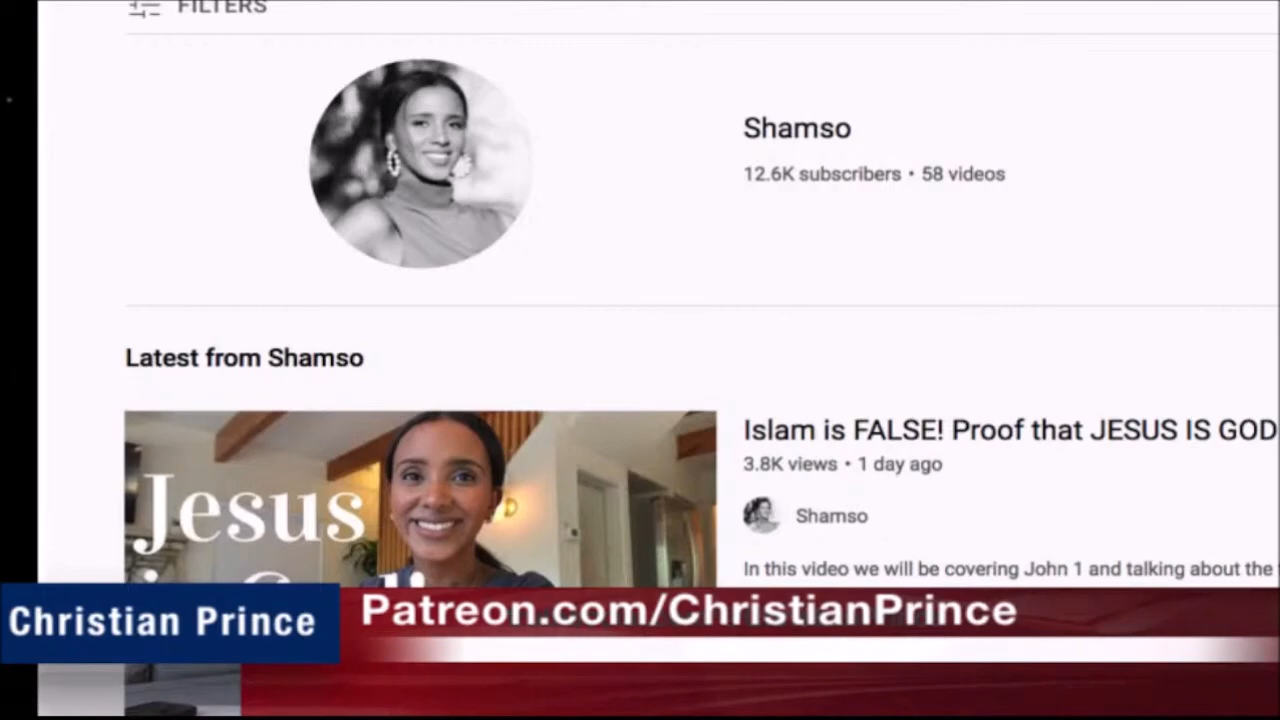 FILTERS
Shamso
12.6K subscribers • 58 videos
Latest from Shamso
Islam is FALSE! Proof that JESUS IS GOD
3.8K views • 1 day ago
Jesus
Shamso
In this video we will be covering John 1 and talking about the
Christian Prince
Patreon.com/ChristianPrince